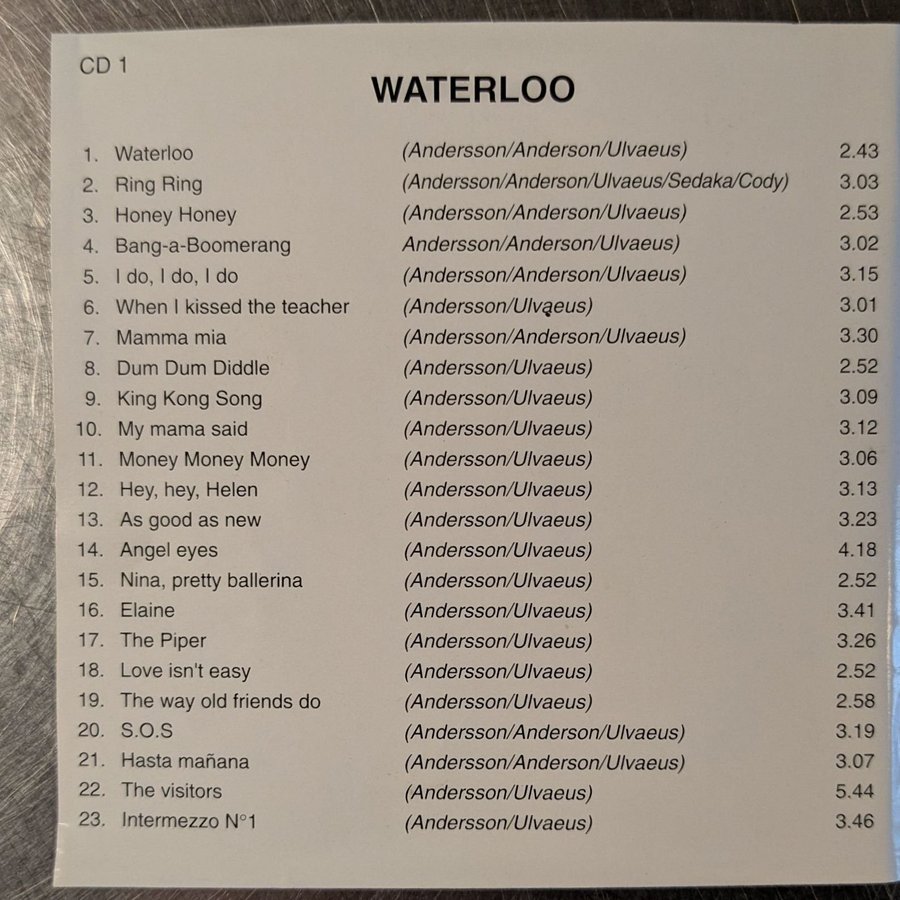 CD 1
WATERLOO
1. Waterloo (Andersson/Anderson/Ulvaeus) 2.43
2. Ring Ring (Andersson/Anderson/Ulvaeus/Sedaka/Cody) 3.03
3. Honey Honey (Andersson/Anderson/Ulvaeus) 2.53
4. Bang-a-Boomerang Andersson/Anderson/Ulvaeus) 3.02
5. I do, I do, I do (Andersson/Anderson/Ulvaeus) 3.15
6. When I kissed the teacher (Andersson/Ulvaeus) 3.01
7. Mamma mia (Andersson/Anderson/Ulvaeus) 3.30
8. Dum Dum Diddle (Andersson/Ulvaeus) 2.52
9. King Kong Song (Andersson/Ulvaeus) 3.09
10. My mama said (Andersson/Ulvaeus) 3.12
11. Money Money Money (Andersson/Ulvaeus) 3.06
12. Hey, hey, Helen (Andersson/Ulvaeus) 3.13
13. As good as new (Andersson/Ulvaeus) 3.23
14. Angel eyes (Andersson/Ulvaeus) 4.18
15. Nina, pretty ballerina (Andersson/Ulvaeus) 2.52
16. Elaine (Andersson/Ulvaeus) 3.41
17. The Piper (Andersson/Ulvaeus) 3.26
18. Love isn't easy (Andersson/Ulvaeus) 2.52
19. The way old friends do (Andersson/Ulvaeus) 2.58
20. S.O.S (Andersson/Anderson/Ulvaeus) 3.19
21. Hasta mañana (Andersson/Anderson/Ulvaeus) 3.07
22. The visitors (Andersson/Ulvaeus) 5.44
23. Intermezzo N°1 (Andersson/Ulvaeus) 3.46